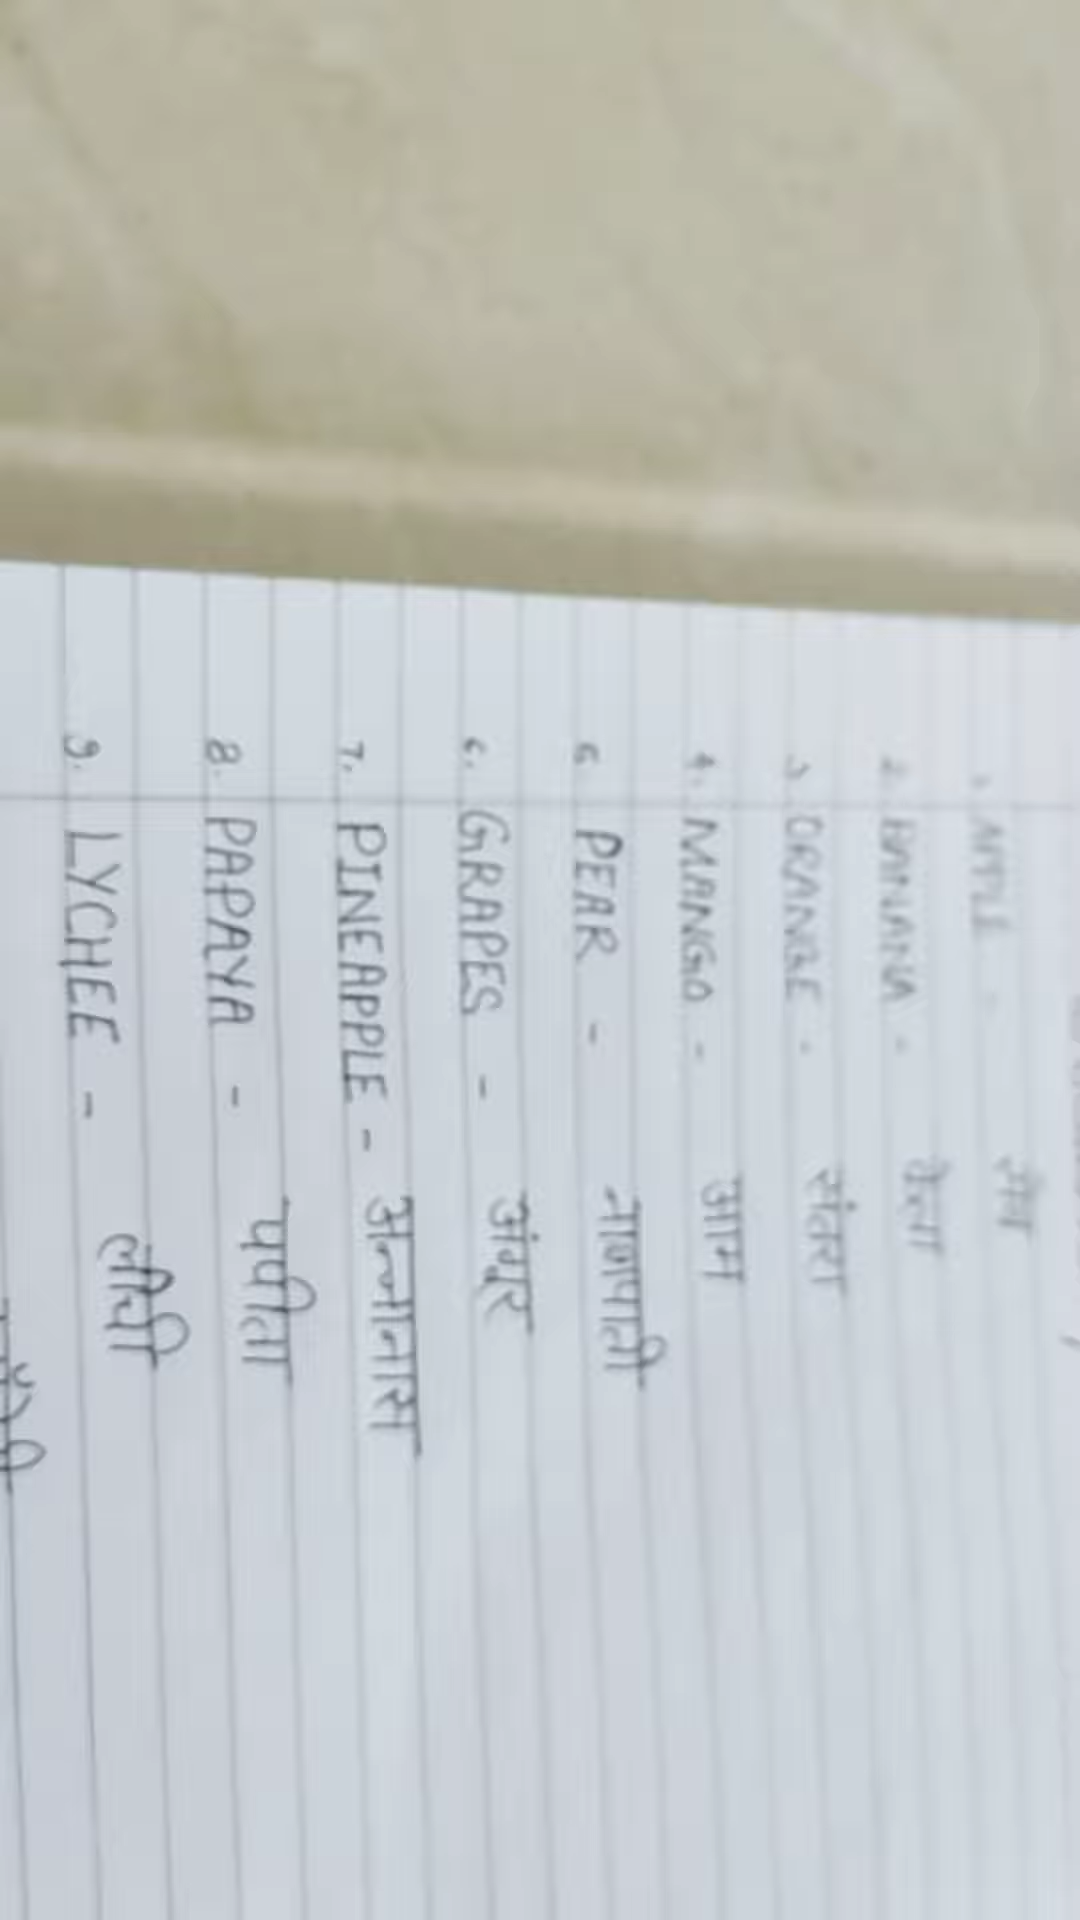 1. APPLE - सेब
2. BANANA - केला
3. ORANGE - संतरा
4. MANGO - आम
5. PEAR - नाशपाती
6. GRAPES - अंगूर
7. PINEAPPLE - अन्नानास
8. PAPAYA - पपीता
9. LYCHEE - लीची